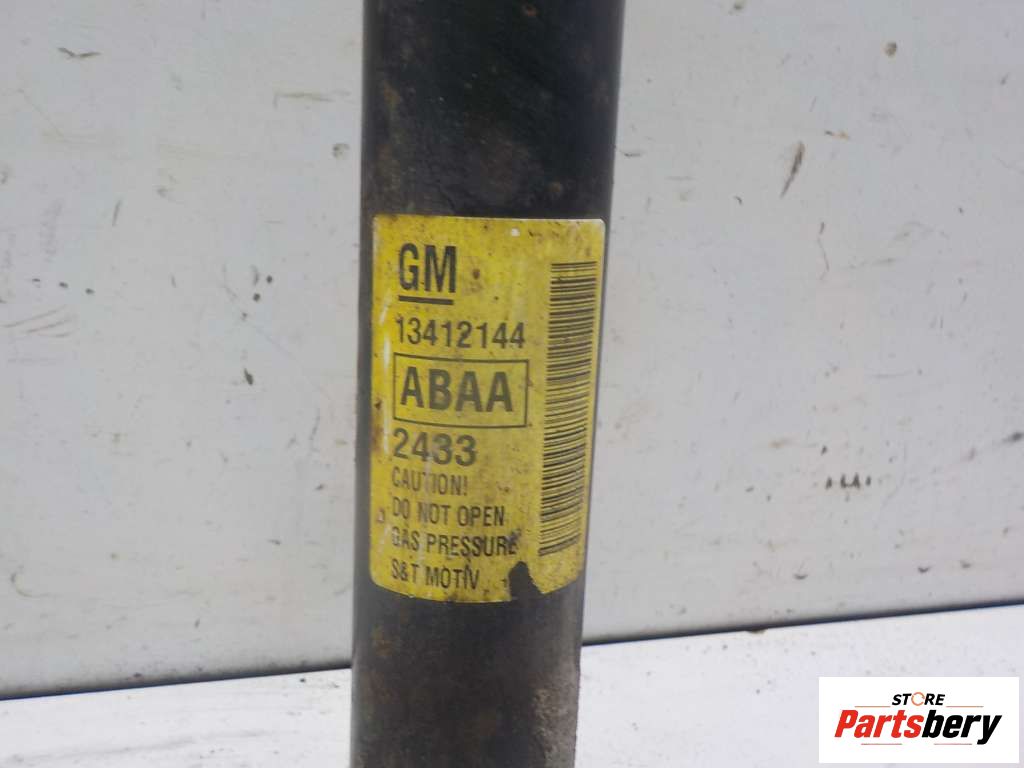 GM
13412144
ABAA
2433
CAUTION!
DO NOT OPEN
GAS PRESSURE
S&T MOTIV
STORE
Partsbery